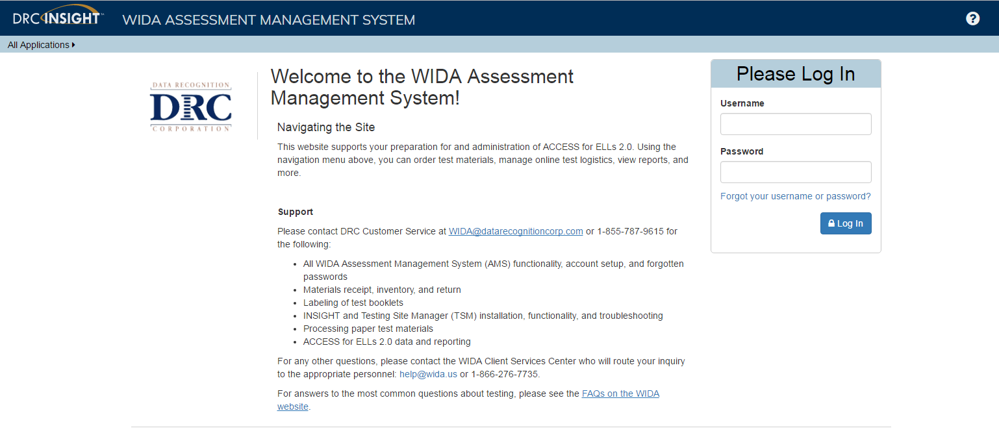 DRC INSIGHT™ WIDA ASSESSMENT MANAGEMENT SYSTEM
All Applications
DATA RECOGNITION
DRC
CORPORATION
Welcome to the WIDA Assessment
Management System!
Navigating the Site
This website supports your preparation for and administration of ACCESS for ELLs 2.0. Using the
navigation menu above, you can order test materials, manage online test logistics, view reports, and
more.
Support
Please contact DRC Customer Service at WIDA@datarecognitioncorp.com or 1-855-787-9615 for
the following:
• All WIDA Assessment Management System (AMS) functionality, account setup, and forgotten
passwords
• Materials receipt, inventory, and return
• Labeling of test booklets
• INSIGHT and Testing Site Manager (TSM) installation, functionality, and troubleshooting
• Processing paper test materials
• ACCESS for ELLs 2.0 data and reporting
For any other questions, please contact the WIDA Client Services Center who will route your inquiry
to the appropriate personnel: help@wida.us or 1-866-276-7735.
For answers to the most common questions about testing, please see the FAQs on the WIDA
website.
Please Log In
Username
Password
Forgot your username or password?
Log In